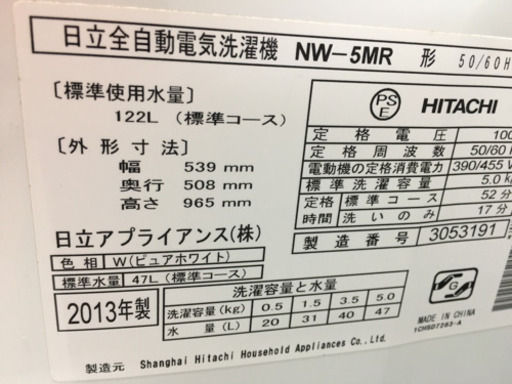 日立全自動電気洗濯機 NW-5MR 形 50/60H
〔標準使用水量〕
122L (標準コース)
〔外形寸法〕
幅 539 mm
奥行 508 mm
高さ 965 mm
日立アプライアンス(株)
色相 W(ピュアホワイト)
標準水量 47L(標準コース)
PSE HITACHI
定格電圧 100
定格周波数 50/60
電動機の定格消費電力 390/455 W
標準洗濯容量 5.0k
定格時間 標準コース 52分
洗いのみ 17分
製造番号 3053191
2013年製
洗濯容量と水量
洗濯容量(kg) 0.5 1.5 3.5 5.0
水量(L) 20 31 40 47
G
MADE IN CHINA
製造元 Shanghai Hitachi Household Appliances Co., Ltd.